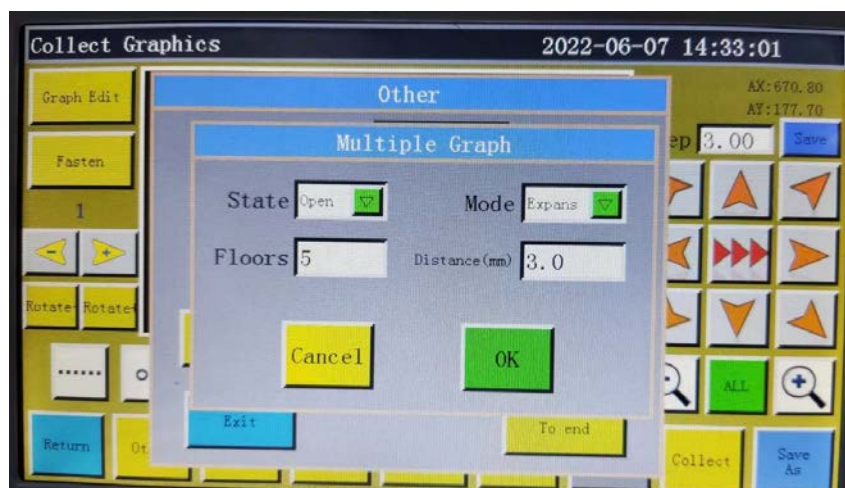 Collect Graphics 2022-06-07 14:33:01
Graph Edit
Other
AX:670.80
AY:177.70
Multiple Graph
ep 3.00 Save
Fasten
State Open Mode Expans
1
Floors 5 Distance(mm) 3.0
- +
Rotate- Rotate+
Cancel OK
...... ALL
Exit To end
Return Ot Collect Save
As